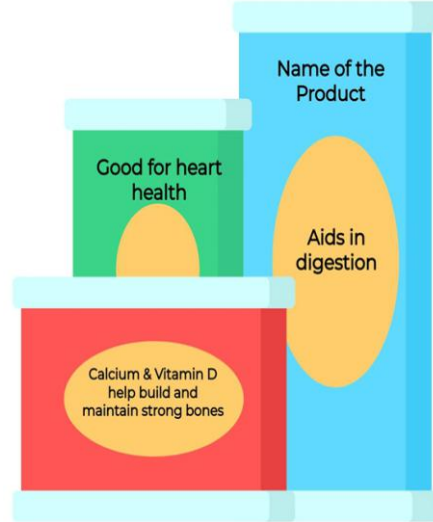 Name of the
Product
Good for heart
health
Aids in
digestion
Calcium & Vitamin D
help build and
maintain strong bones